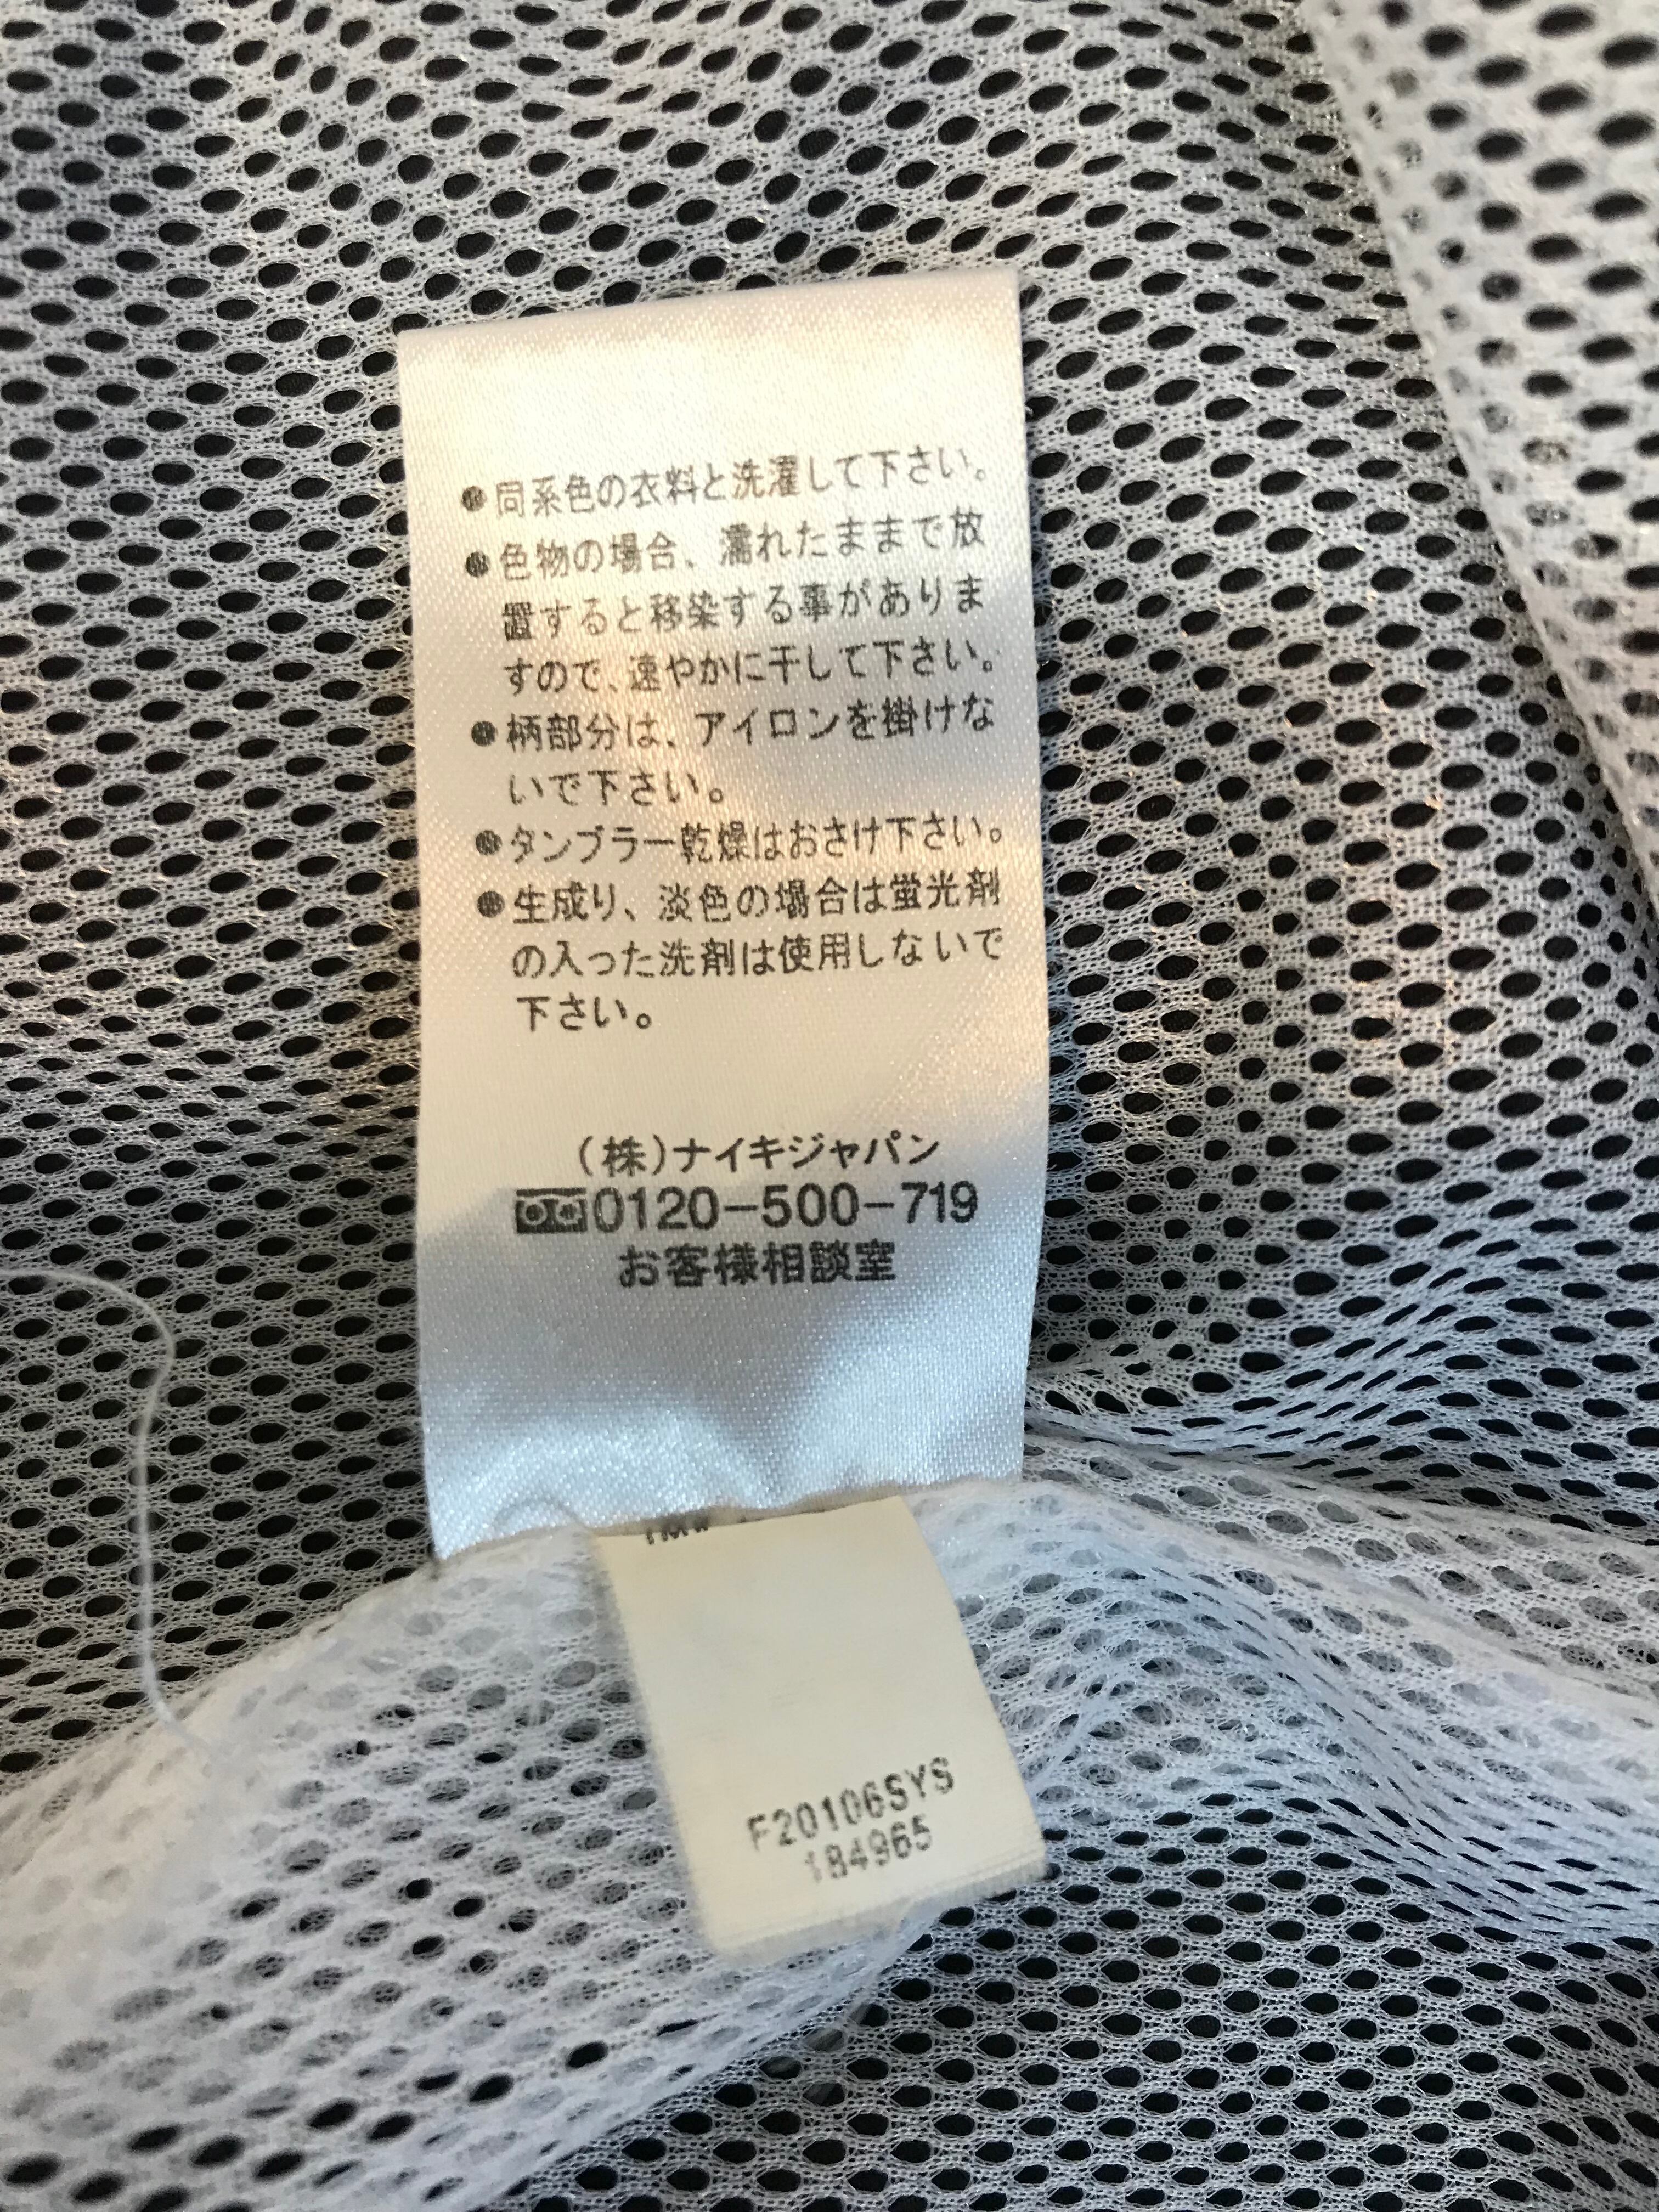 ●同系色の衣料と洗濯して下さい。
●色物の場合、濡れたままで放
置すると移染する事がありま
すので、速やかに干して下さい。
●柄部分は、アイロンを掛けな
いで下さい。
●タンブラー乾燥はおさけ下さい。
●生成り、淡色の場合は蛍光剤
の入った洗剤は使用しないで
下さい。
(株)ナイキジャパン
0120-500-719
お客様相談室
F20106SYS
184965